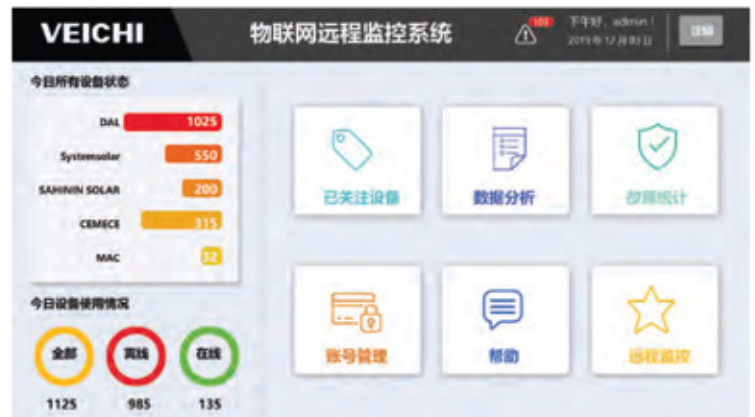 VEICHI
物联网远程监控系统
103
下午好，admin！
2019年12月03日
注销
今日所有设备状态
DAL 1025
Systemsolar 550
SAHININ SOLAR 200
CEMECE 315
MAC 32
已关注设备
数据分析
故障统计
今日设备使用情况
全部
离线
在线
1125
985
135
账号管理
帮助
远程监控